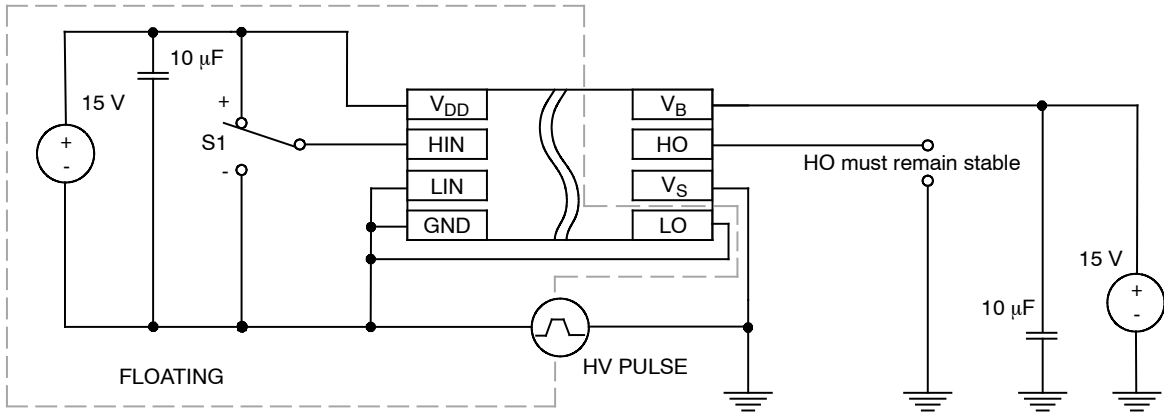 10 μF
15 V
+
S1
-
+
-
VDD
HIN
LIN
GND
VB
HO
VS
LO
HO must remain stable
15 V
10 μF
+
-
HV PULSE
FLOATING